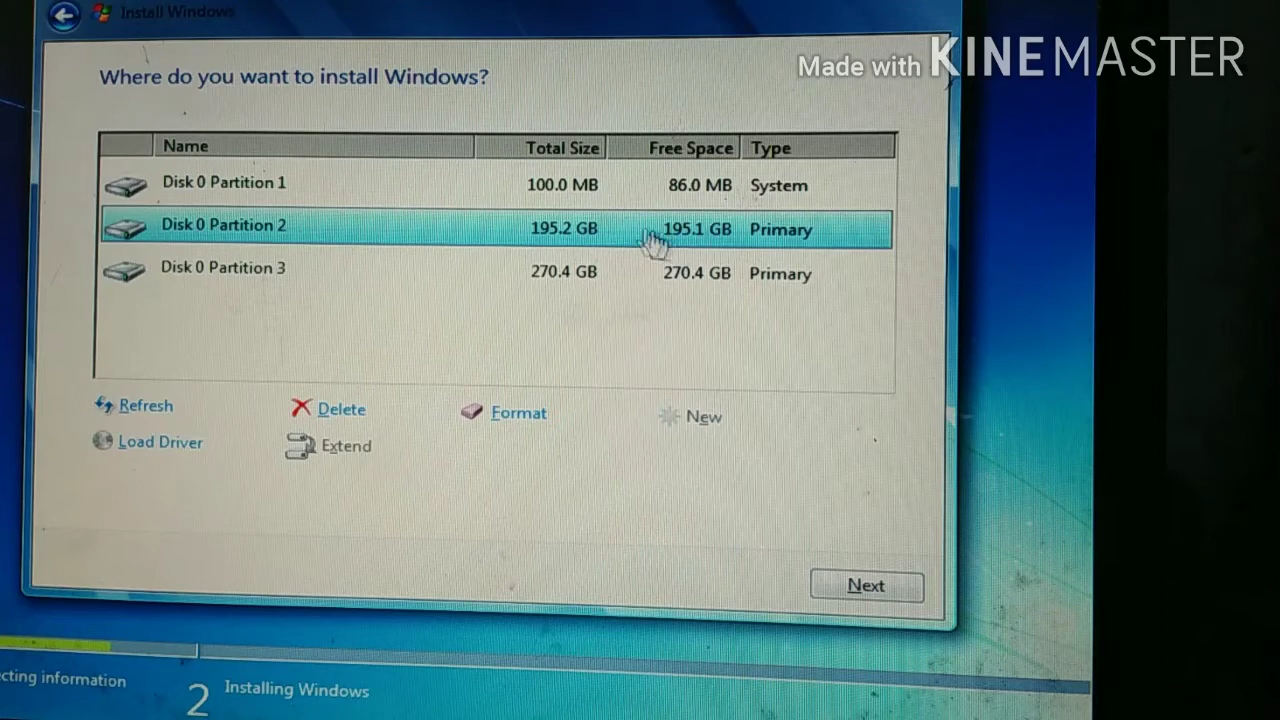 Install Windows
Made with KINEMASTER
Where do you want to install Windows?
Name Total Size Free Space Type
Disk 0 Partition 1 100.0 MB 86.0 MB System
Disk 0 Partition 2 195.2 GB 195.1 GB Primary
Disk 0 Partition 3 270.4 GB 270.4 GB Primary
Refresh Delete Format New
Load Driver Extend
Next
cting information 2 Installing Windows